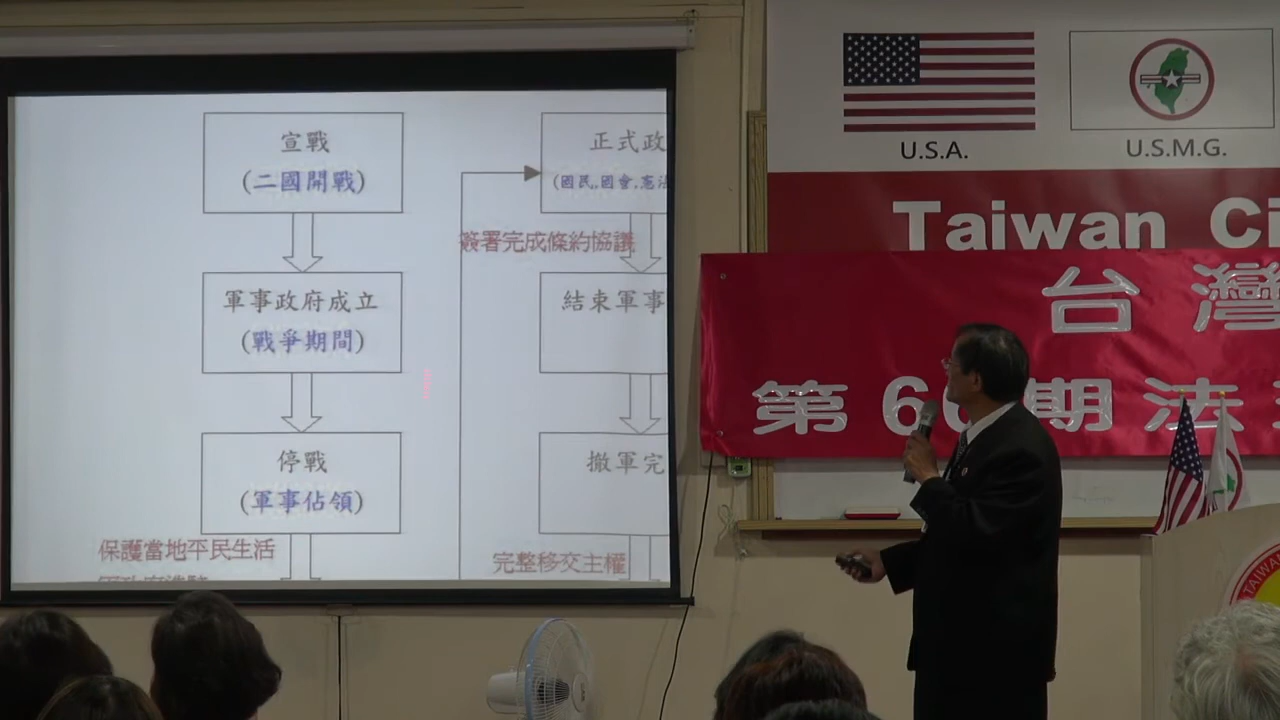 宣戰
(二國開戰)
軍事政府成立
(戰爭期間)
停戰
(軍事佔領)
保護當地平民生活
正式政
(國民.國會.憲法
簽署完成條約協議
結束軍事
撤軍完
完整移交主權
U.S.A.
U.S.M.G.
Taiwan Ci
台灣
第66期法
TAIWAN